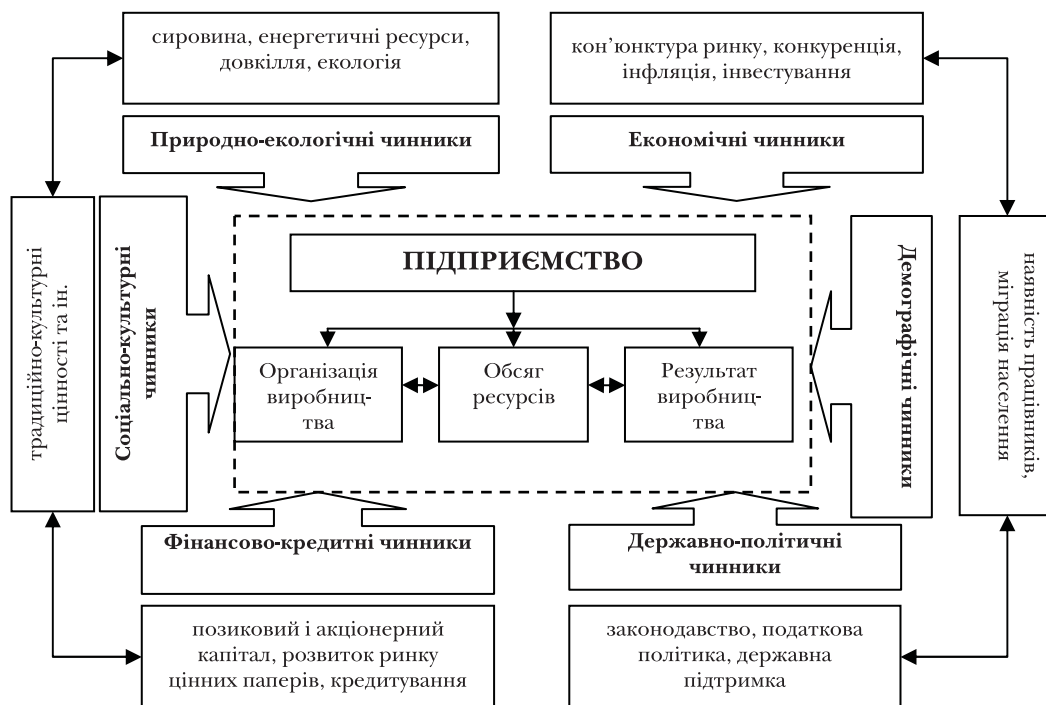 сировина, енергетичні ресурси,
довкілля, екологія
кон’юнктура ринку, конкуренція,
інфляція, інвестування
Природно-екологічні чинники
Економічні чинники
традиційно-культурні
цінності та ін.
Соціально-культурні
чинники
ПІДПРИЄМСТВО
Організація
виробниц-
тва
Обсяг
ресурсів
Результат
виробниц-
тва
Демографічні чинники
наявність працівників,
міграція населення
Фінансово-кредитні чинники
Державно-політичні
чинники
позиковий і акціонерний
капітал, розвиток ринку
цінних паперів, кредитування
законодавство, податкова
політика, державна
підтримка